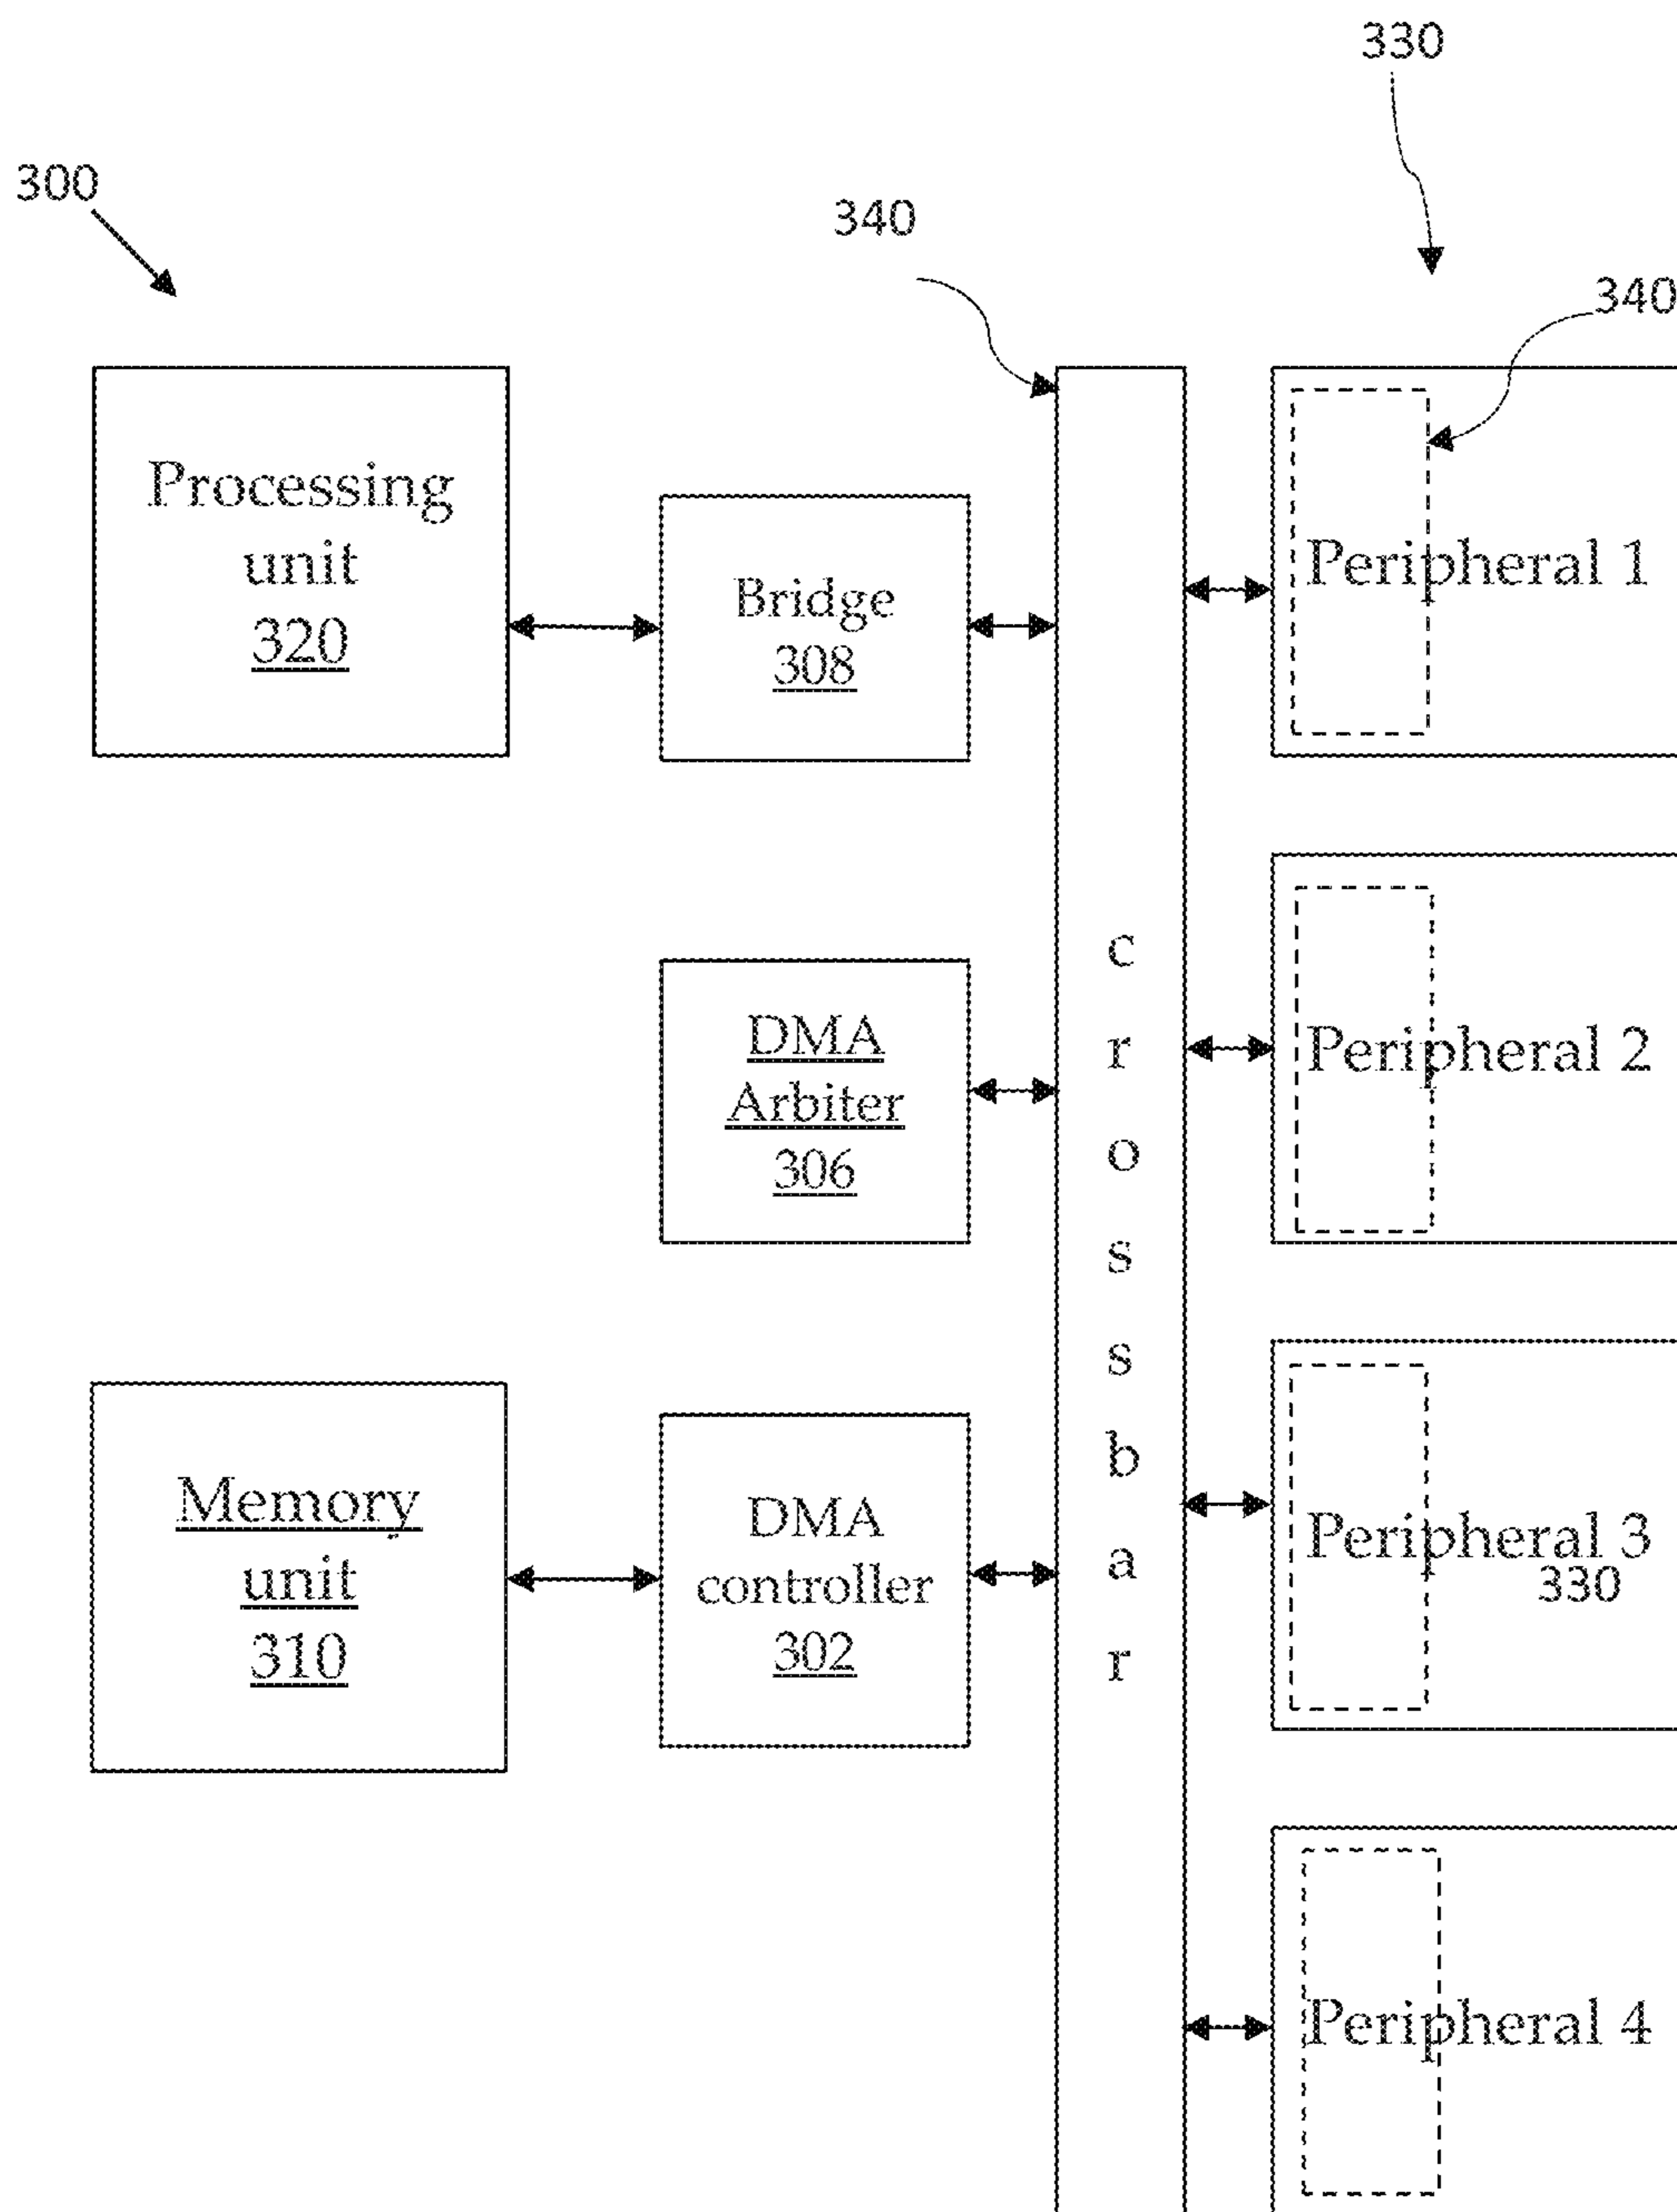 330
300
340
340
Processing
unit
320
Bridge
308
Peripheral 1
DMA
Arbiter
306
Peripheral 2
crossbar
Memory
unit
310
DMA
controller
302
Peripheral 3
330
Peripheral 4